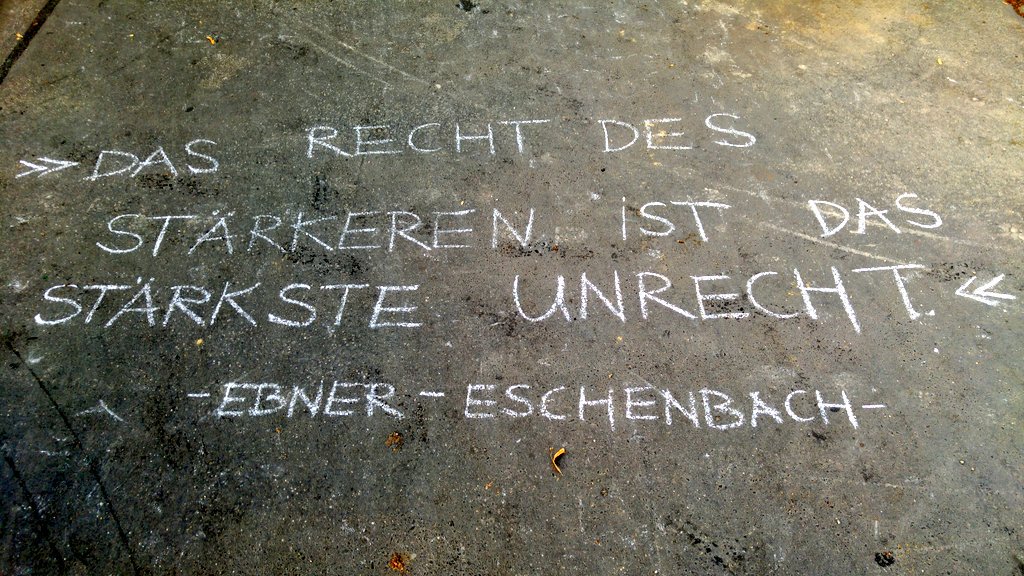 »DAS RECHT DES
STÄRKEREN iST DAS
STÄRKSTE UNRECHT.«
-EBNER-ESCHENBACH-